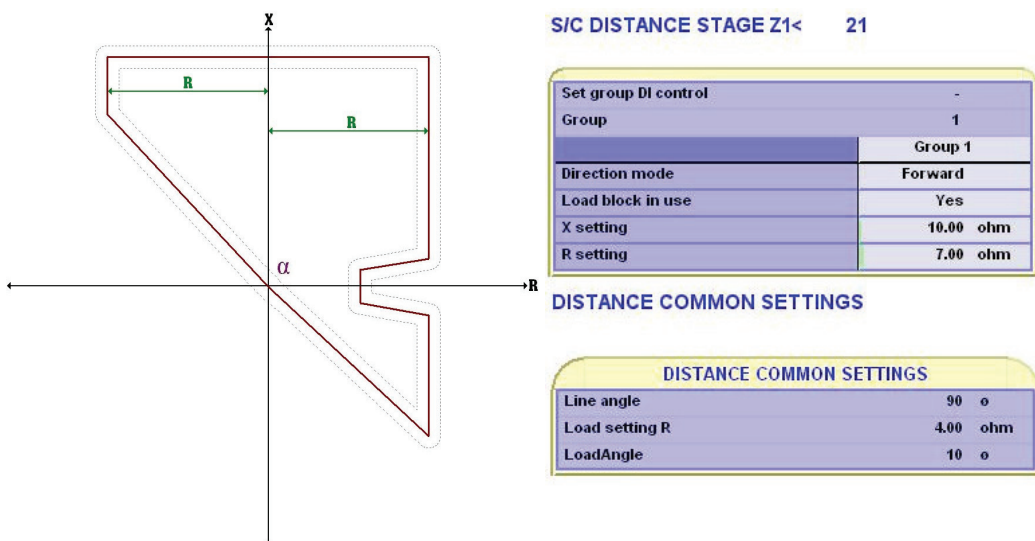 X
R
R
α
R
S/C DISTANCE STAGE Z1< 21
Set group DI control -
Group 1
Group 1
Direction mode Forward
Load block in use Yes
X setting 10.00 ohm
R setting 7.00 ohm
DISTANCE COMMON SETTINGS
DISTANCE COMMON SETTINGS
Line angle 90 ø
Load setting R 4.00 ohm
LoadAngle 10 ø